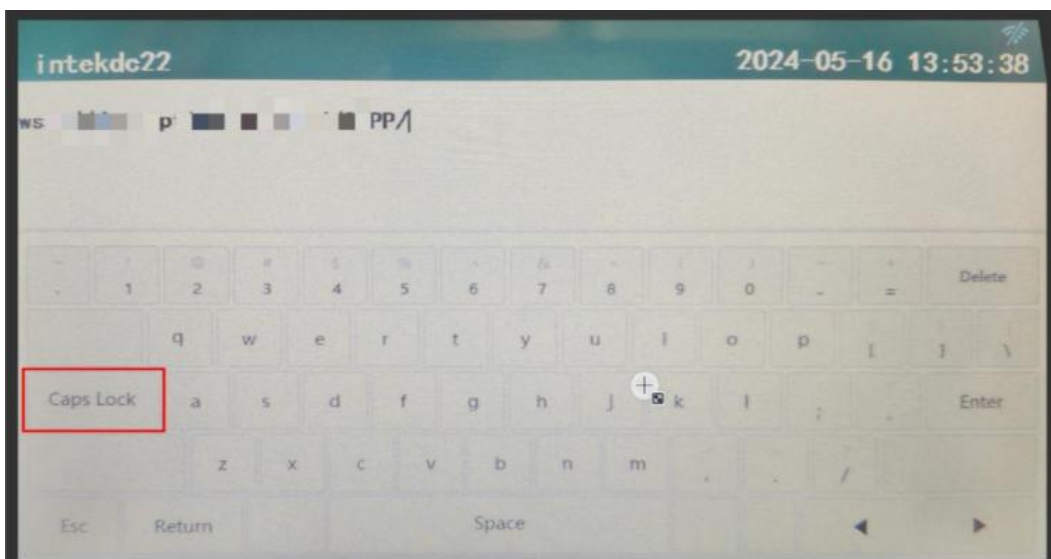 intekdc22
2024-05-16 13:53:38
ws p PP/
1 2 3 4 5 6 7 8 9 0 - = Delete
q w e r t y u i o p [ ] \
Caps Lock a s d f g h j k l ; Enter
z x c v b n m , . /
Esc Return Space ◀ ▶